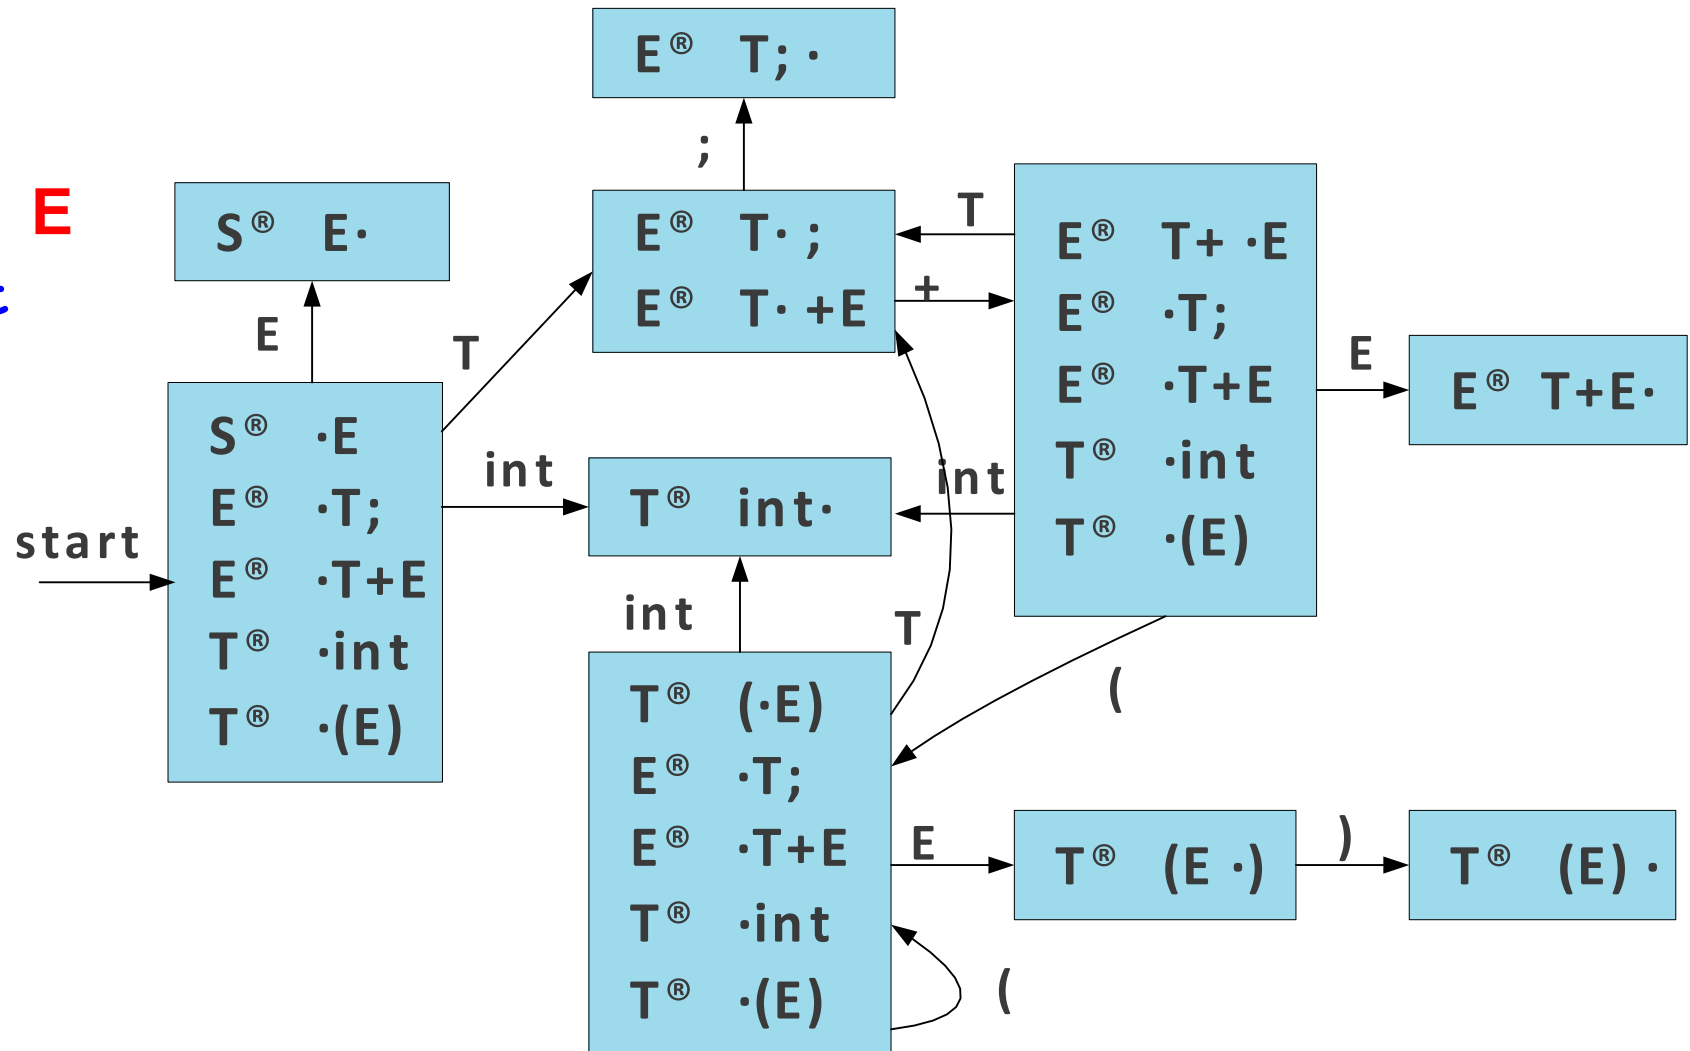 E® T; ·
;
E
S® E·
E
T
E® T· ;
E® T· +E
T
+
E® T+ ·E
E® ·T;
E® ·T+E
T® ·int
T® ·(E)
E
E® T+E·
start
S® ·E
E® ·T;
E® ·T+E
T® ·int
T® ·(E)
int
T® int·
int
int
T
(
T® (·E)
E® ·T;
E® ·T+E
T® ·int
T® ·(E)
E
T® (E ·)
)
T® (E) ·
(